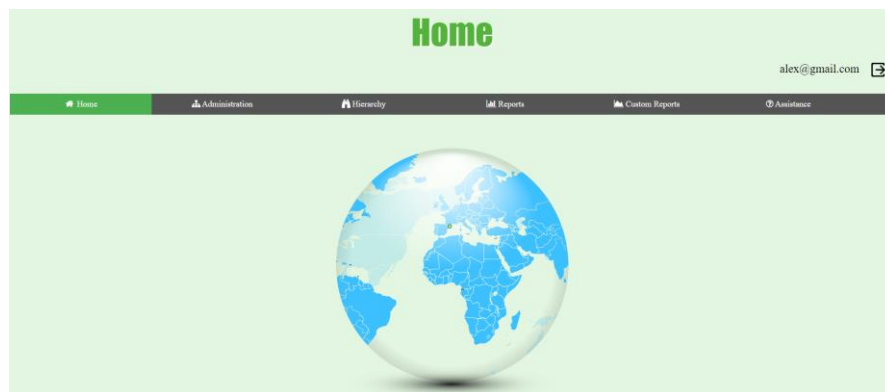 Home
alex@gmail.com
Home Administration Hierarchy Reports Custom Reports Assistance